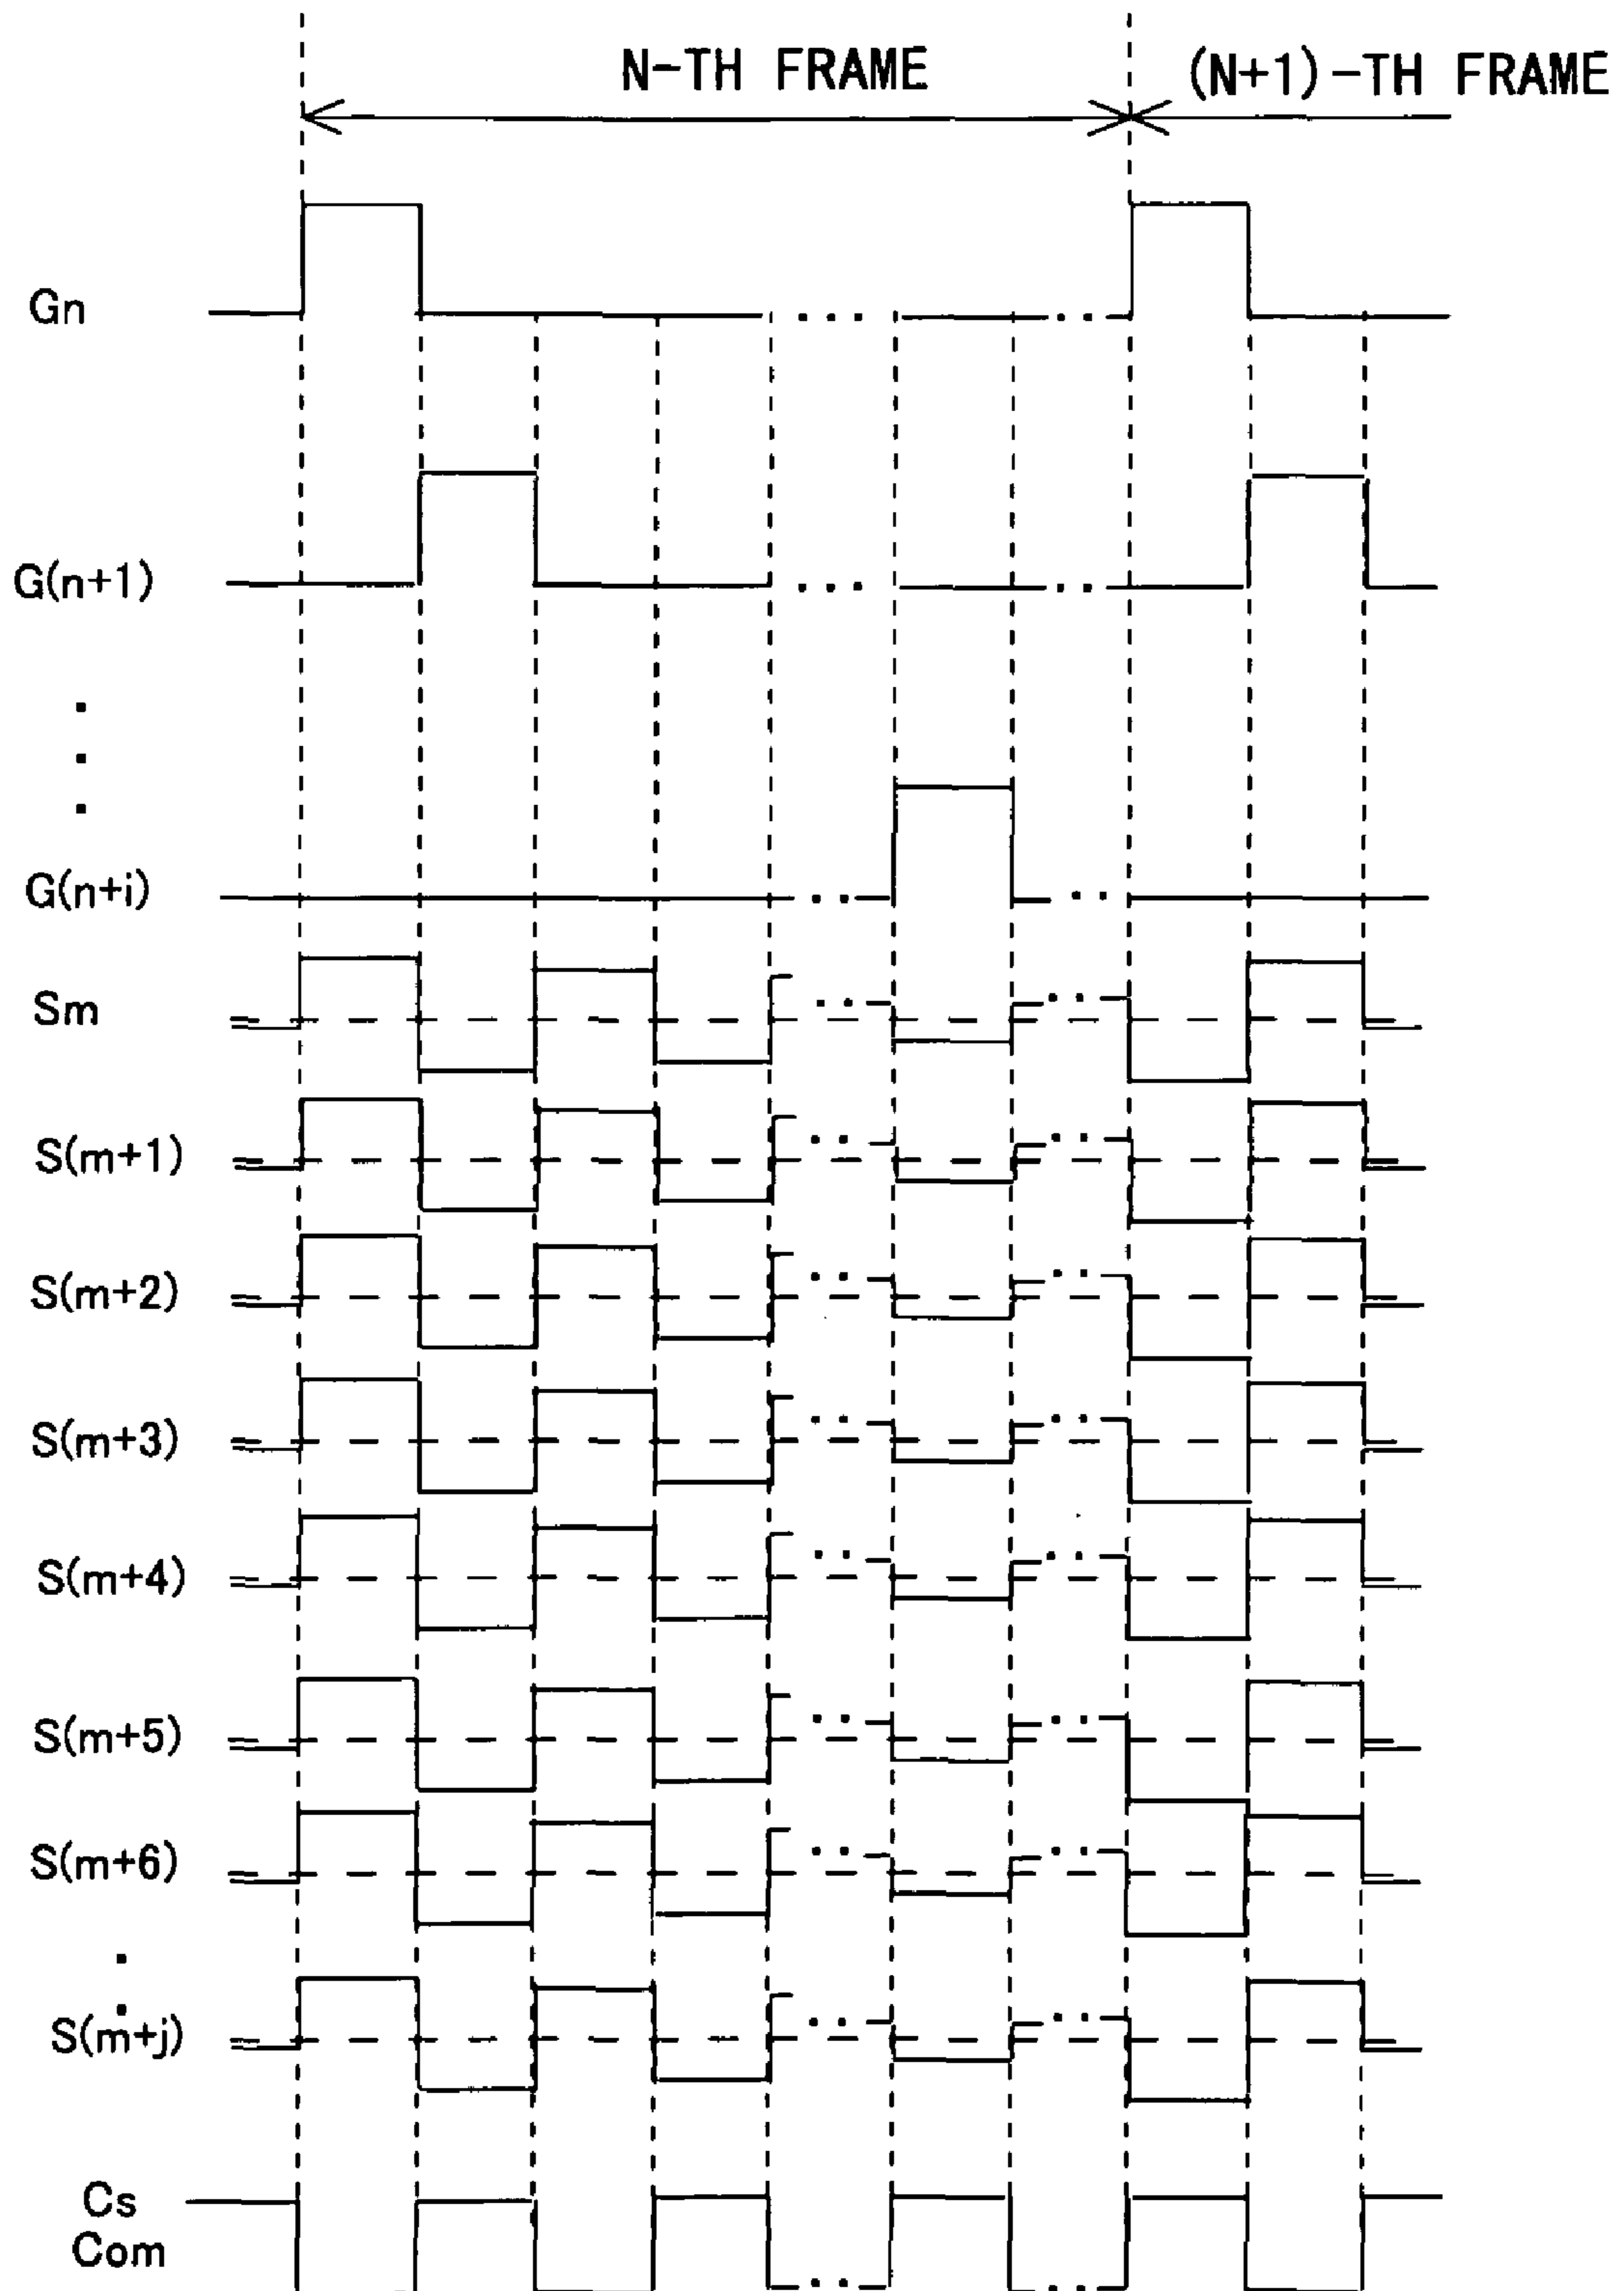 N-TH FRAME
(N+1)-TH FRAME
Gn
G(n+1)
G(n+i)
Sm
S(m+1)
S(m+2)
S(m+3)
S(m+4)
S(m+5)
S(m+6)
S(m+j)
Cs
Com